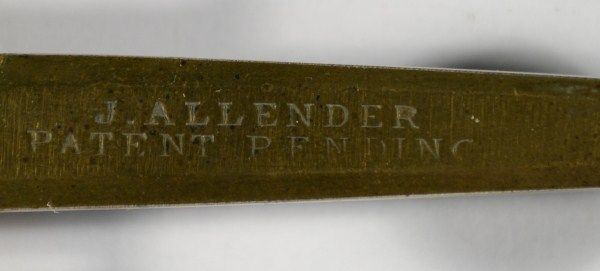 J. ALLENDER
PATENT PENDING